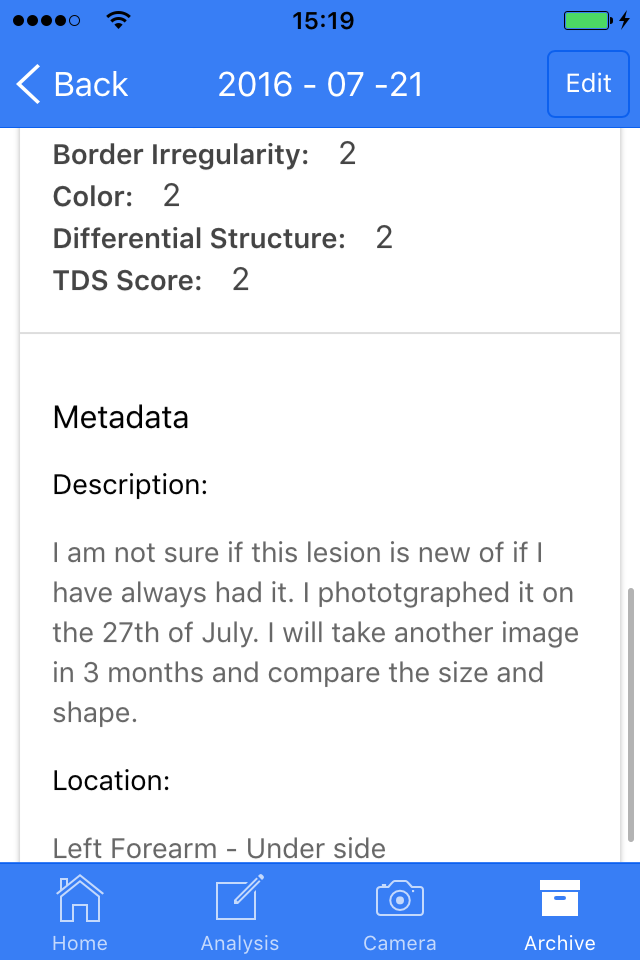 15:19
Back 2016 - 07 -21 Edit
Border Irregularity: 2
Color: 2
Differential Structure: 2
TDS Score: 2
Metadata
Description:
I am not sure if this lesion is new of if I
have always had it. I phototgraphed it on
the 27th of July. I will take another image
in 3 months and compare the size and
shape.
Location:
Left Forearm - Under side
Home Analysis Camera Archive